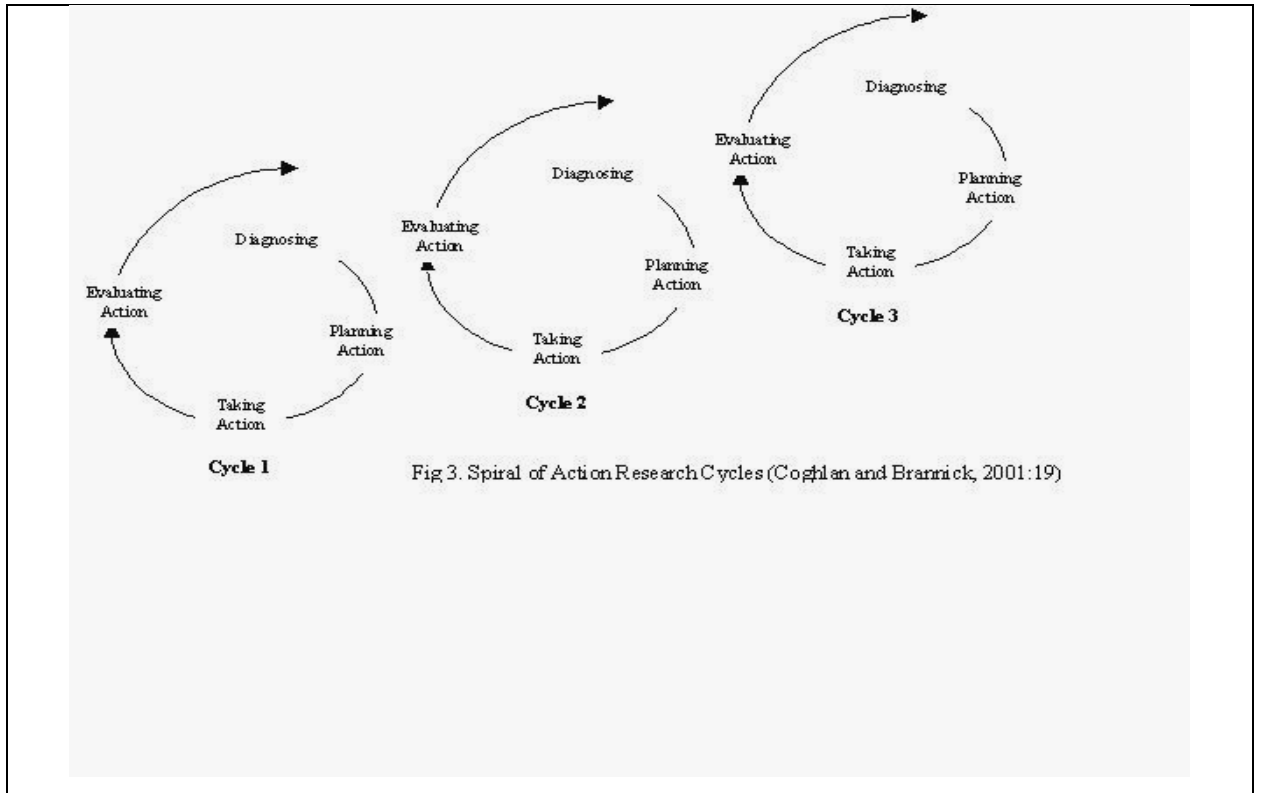 Diagnosing
Planning
Action
Taking
Action
Evaluating
Action
Cycle 1
Diagnosing
Planning
Action
Taking
Action
Evaluating
Action
Cycle 2
Diagnosing
Planning
Action
Taking
Action
Evaluating
Action
Cycle 3
Fig 3. Spiral of Action Research Cycles (Coghlan and Brannick, 2001:19)